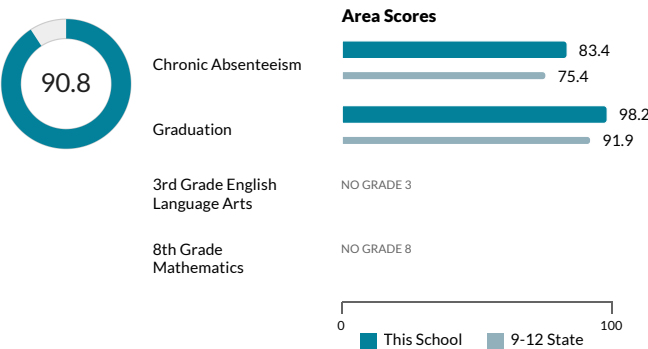 Area Scores
90.8
Chronic Absenteeism
83.4
75.4
Graduation
98.2
91.9
3rd Grade English
Language Arts
NO GRADE 3
8th Grade
Mathematics
NO GRADE 8
0
100
This School
9-12 State